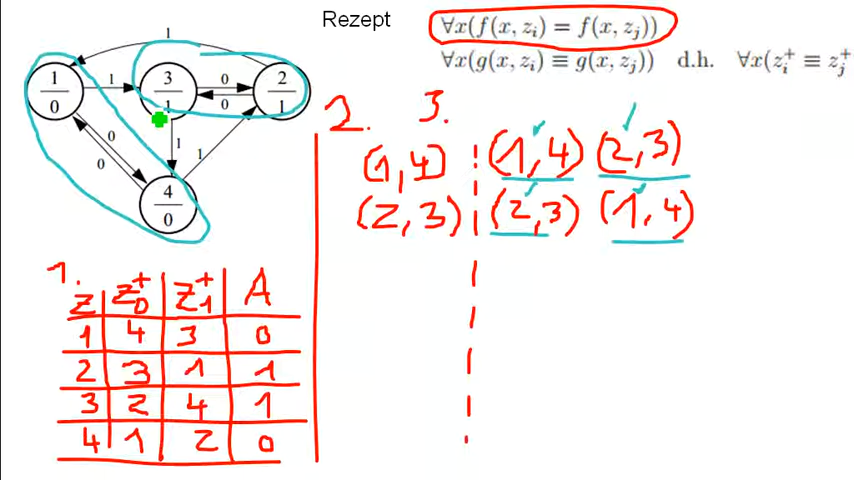 Rezept
∀x(f(x, z_i) = f(x, z_j))
∀x(g(x, z_i) ≡ g(x, z_j)) d.h. ∀x(z_i^+ ≡ z_j^+
1
1 0 1 3 1 0 0 2 1
0 0 1 1
4 0
2. 3.
(1, 4) (1, 4) (2, 3)
(2, 3) (2, 3) (1, 4)
1.
z z_0^+ z_1^+ A
1 4 3 0
2 3 1 1
3 2 4 1
4 1 2 0